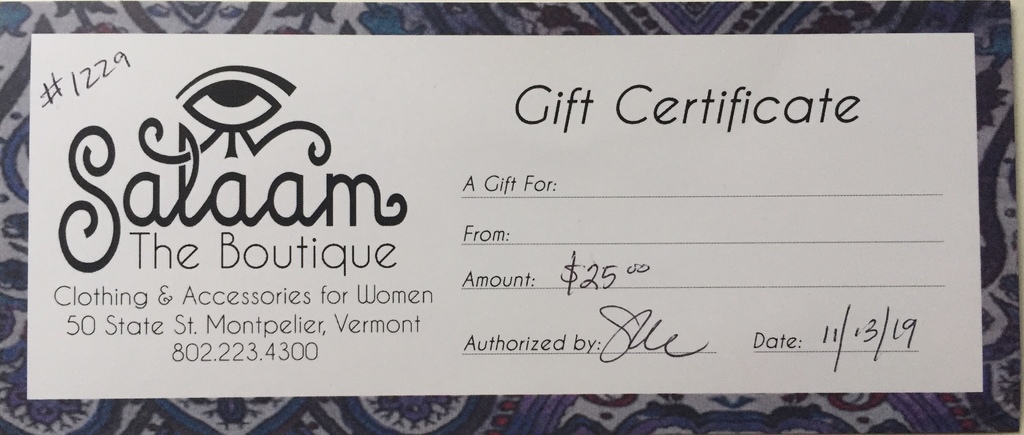 #1229
Salaam
The Boutique
Clothing & Accessories for Women
50 State St. Montpelier, Vermont
802.223.4300
Gift Certificate
A Gift For:
From:
Amount: $25.00
Authorized by:
Date: 11/13/19